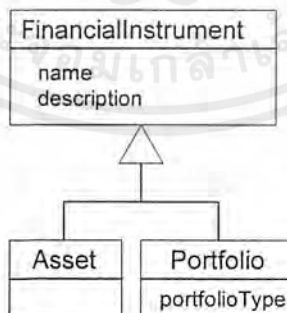 FinancialInstrument
name
description
Asset
Portfolio
portfolioType